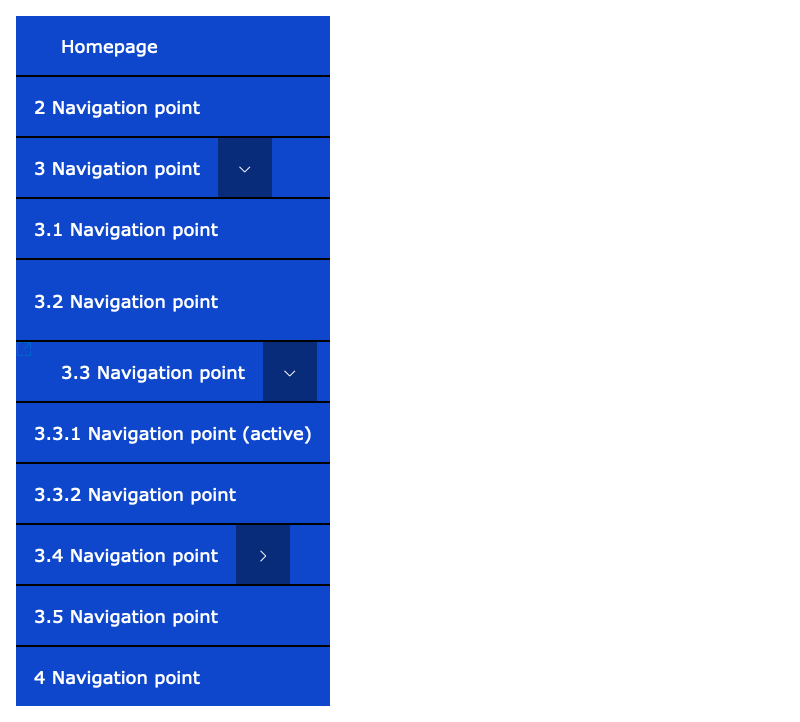 Homepage
2 Navigation point
3 Navigation point
3.1 Navigation point
3.2 Navigation point
3.3 Navigation point
3.3.1 Navigation point (active)
3.3.2 Navigation point
3.4 Navigation point
3.5 Navigation point
4 Navigation point